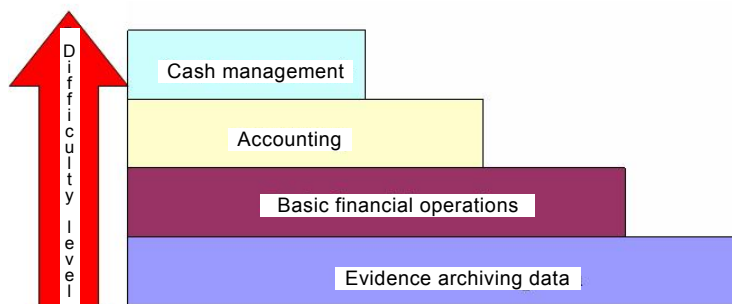 Difficulty level
Cash management
Accounting
Basic financial operations
Evidence archiving data